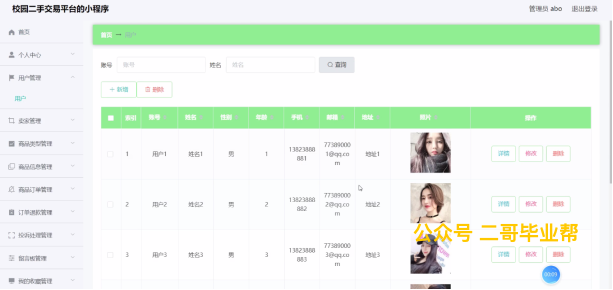 校园二手交易平台的小程序 管理员 abo 退出登录
首页 首页 用户
个人中心
账号 账号 姓名 姓名 查询
用户管理
用户 新增 删除
索引 账号 姓名 性别 年龄 手机 邮箱 地址 照片 操作
卖家管理
商品类型管理
1 用户1 姓名1 男 1 13823888881 773890001@qq.com 地址1 详情 修改 删除
商品信息管理
商品订单管理
2 用户2 姓名2 男 2 13823888882 773890002@qq.com 地址2 详情 修改 删除
订单退款管理
公众号 二哥毕业帮
投诉处理管理
3 用户3 姓名3 男 3 13823888883 773890003@qq.com 地址3 详情 修改 删除
留言板管理
我的收藏管理